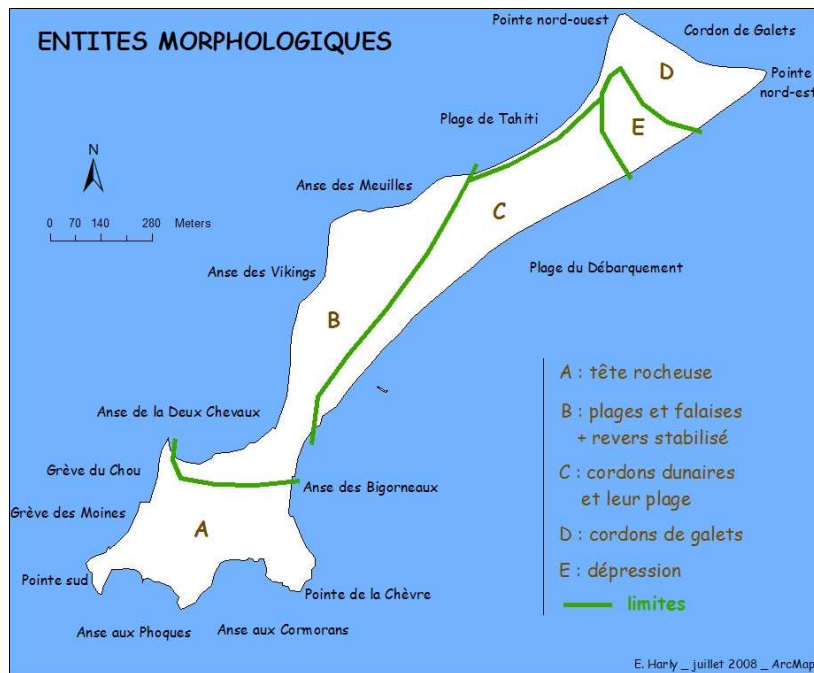 ENTITES MORPHOLOGIQUES
Pointe nord-ouest
Cordon de Galets
D
Pointe
nord-est
Plage de Tahiti
E
N
Anse des Meuilles
C
0 70 140 280 Meters
Anse des Vikings
Plage du Débarquement
B
A : tête rocheuse
Anse de la Deux Chevaux
B : plages et falaises
+ revers stabilisé
Grève du Chou
C : cordons dunaires
et leur plage
Anse des Bigorneaux
Grève des Moines
A
D : cordons de galets
E : dépression
Pointe sud
Pointe de la Chèvre
limites
Anse aux Phoques
Anse aux Cormorans
E. Harly _ juillet 2008 _ ArcMap